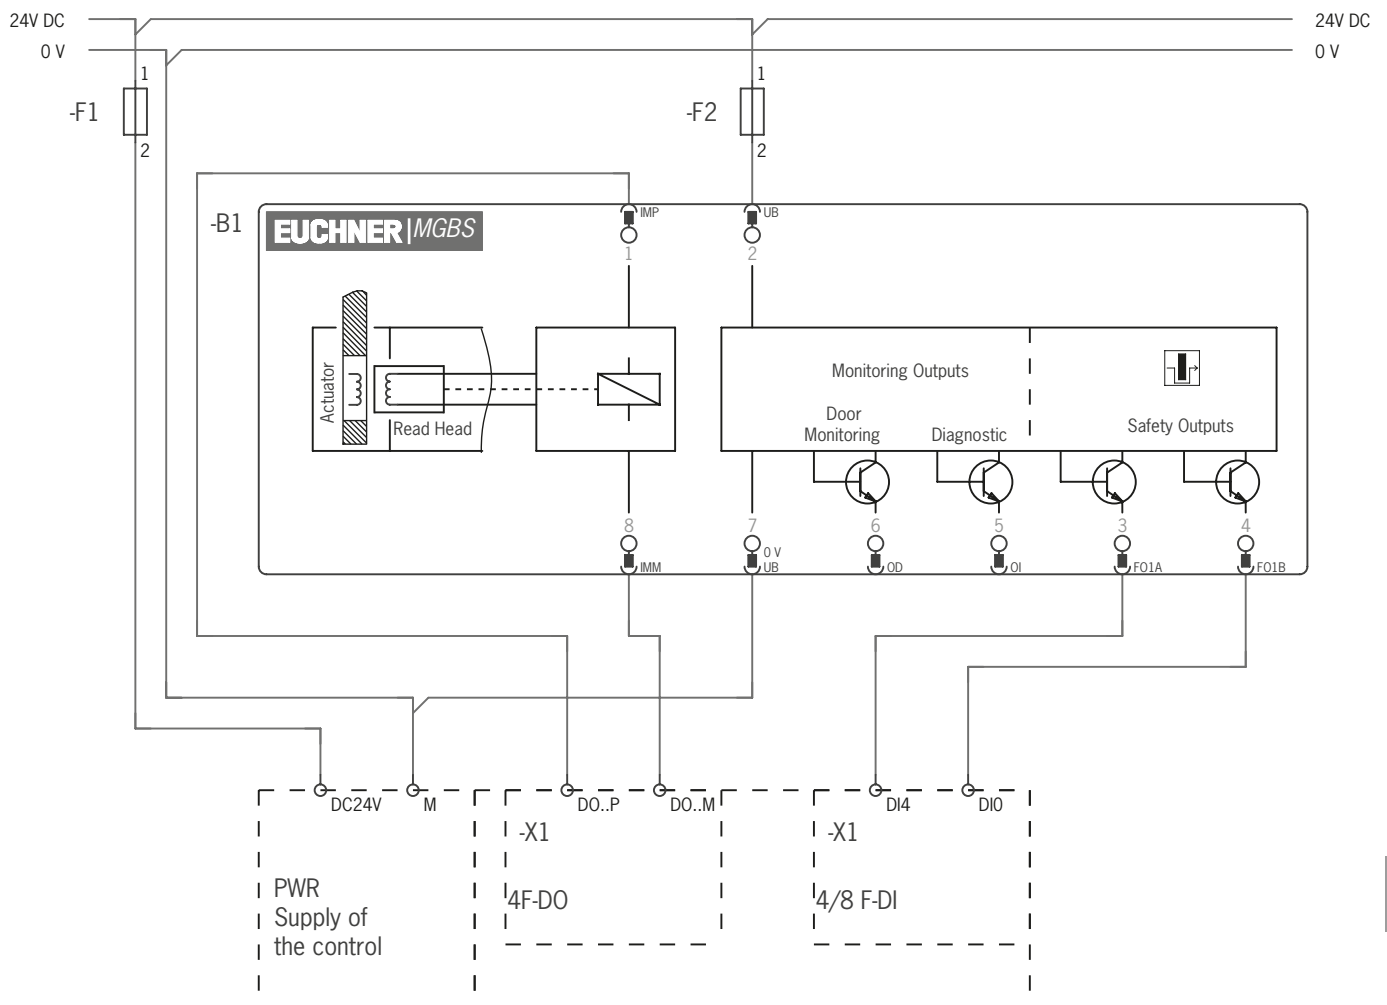 24V DC
24V DC
0 V
0 V
1
1
-F1
-F2
2
2
-B1
EUCHNER|MGBS
IMP
UB
1
2
Actuator
Read Head
Monitoring Outputs
Door
Monitoring
Diagnostic
Safety Outputs
8
7
6
5
3
4
0 V
IMM
UB
OD
OI
FO1A
FO1B
DC24V
M
DO..P
DO..M
DI4
DI0
-X1
-X1
PWR
Supply of
the control
4F-DO
4/8 F-DI